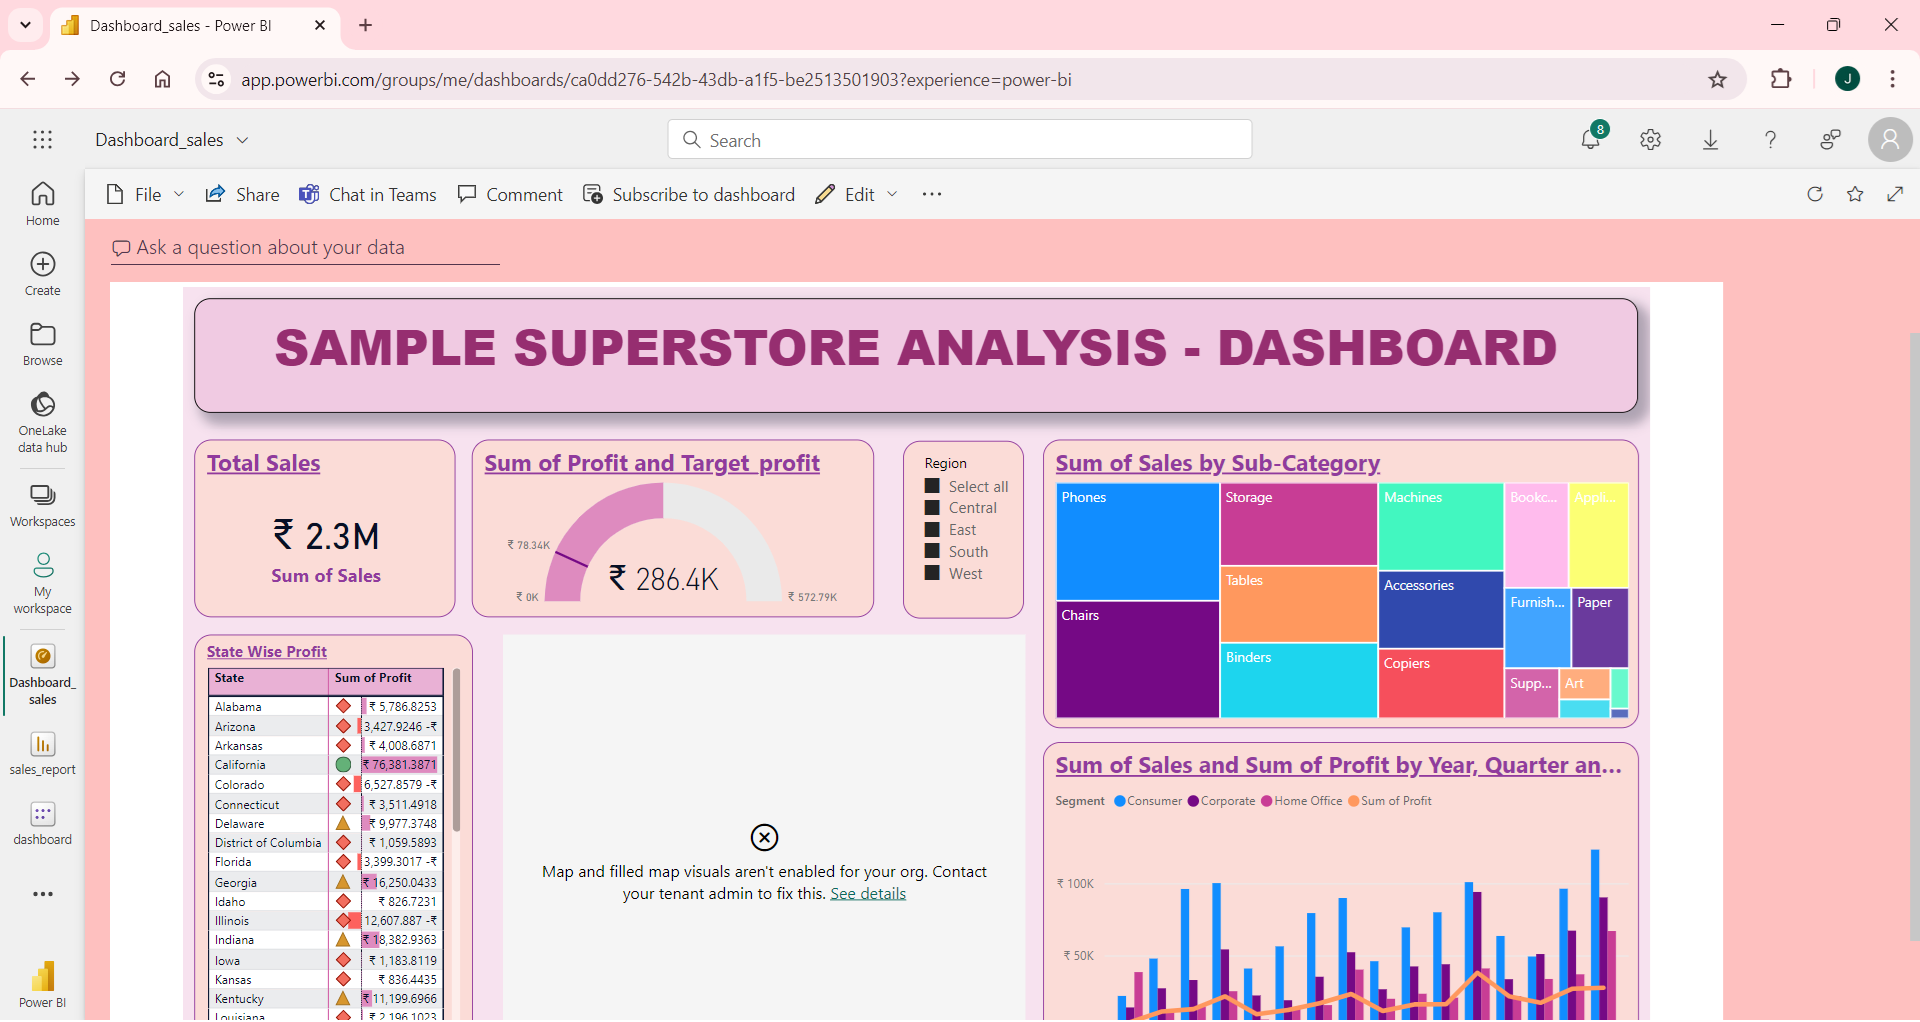 Dashboard_sales - Power BI
app.powerbi.com/groups/me/dashboards/ca0dd276-542b-43db-a1f5-be2513501903?experience=power-bi
J
Dashboard_sales
Search
8
File
Share
Chat in Teams
Comment
Subscribe to dashboard
Edit
Home
Create
Browse
OneLake
data hub
Workspaces
My
workspace
Dashboard_
sales
sales_report
dashboard
Power BI
Ask a question about your data
SAMPLE SUPERSTORE ANALYSIS - DASHBOARD
Total Sales
₹ 2.3M
Sum of Sales
Sum of Profit and Target_profit
₹ 78.34K
₹ 0K
₹ 286.4K
₹ 572.79K
Region
Select all
Central
East
South
West
Sum of Sales by Sub-Category
Phones
Chairs
Storage
Tables
Binders
Machines
Accessories
Copiers
Bookc...
Appli...
Furnish...
Paper
Supp...
Art
State Wise Profit
State Sum of Profit
Alabama ₹ 5,786.8253
Arizona 3,427.9246 -₹
Arkansas ₹ 4,008.6871
California ₹ 76,381.3871
Colorado 6,527.8579 -₹
Connecticut ₹ 3,511.4918
Delaware ₹ 9,977.3748
District of Columbia ₹ 1,059.5893
Florida 3,399.3017 -₹
Georgia ₹ 16,250.0433
Idaho ₹ 826.7231
Illinois 12,607.887 -₹
Indiana ₹ 18,382.9363
Iowa ₹ 1,183.8119
Kansas ₹ 836.4435
Kentucky ₹ 11,199.6966
Louisiana ₹ 2,196.1023
Map and filled map visuals aren't enabled for your org. Contact
your tenant admin to fix this. See details
Sum of Sales and Sum of Profit by Year, Quarter an...
Segment Consumer Corporate Home Office Sum of Profit
₹ 100K
₹ 50K